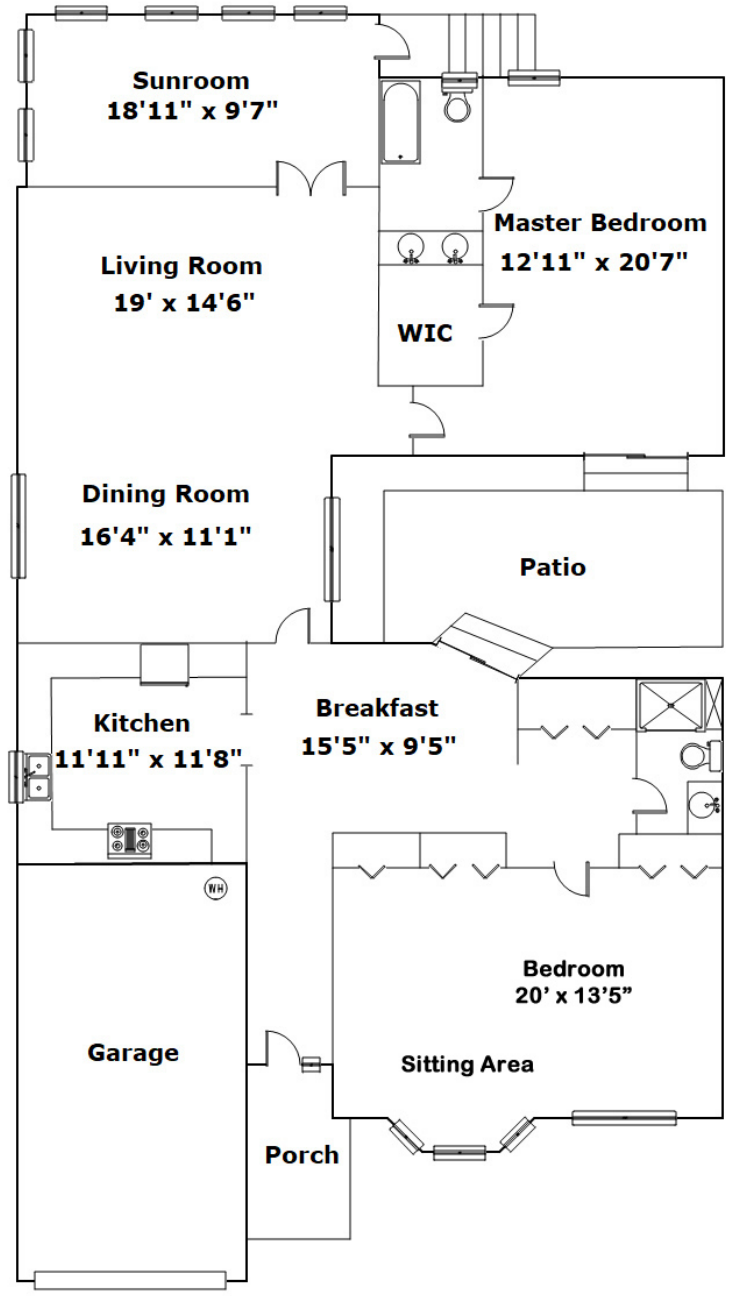 Sunroom
18'11" x 9'7"
Master Bedroom
12'11" x 20'7"
Living Room
19' x 14'6"
WIC
Dining Room
16'4" x 11'1"
Patio
Kitchen
11'11" x 11'8"
Breakfast
15'5" x 9'5"
WH
Bedroom
20’ x 13’5”
Garage
Sitting Area
Porch